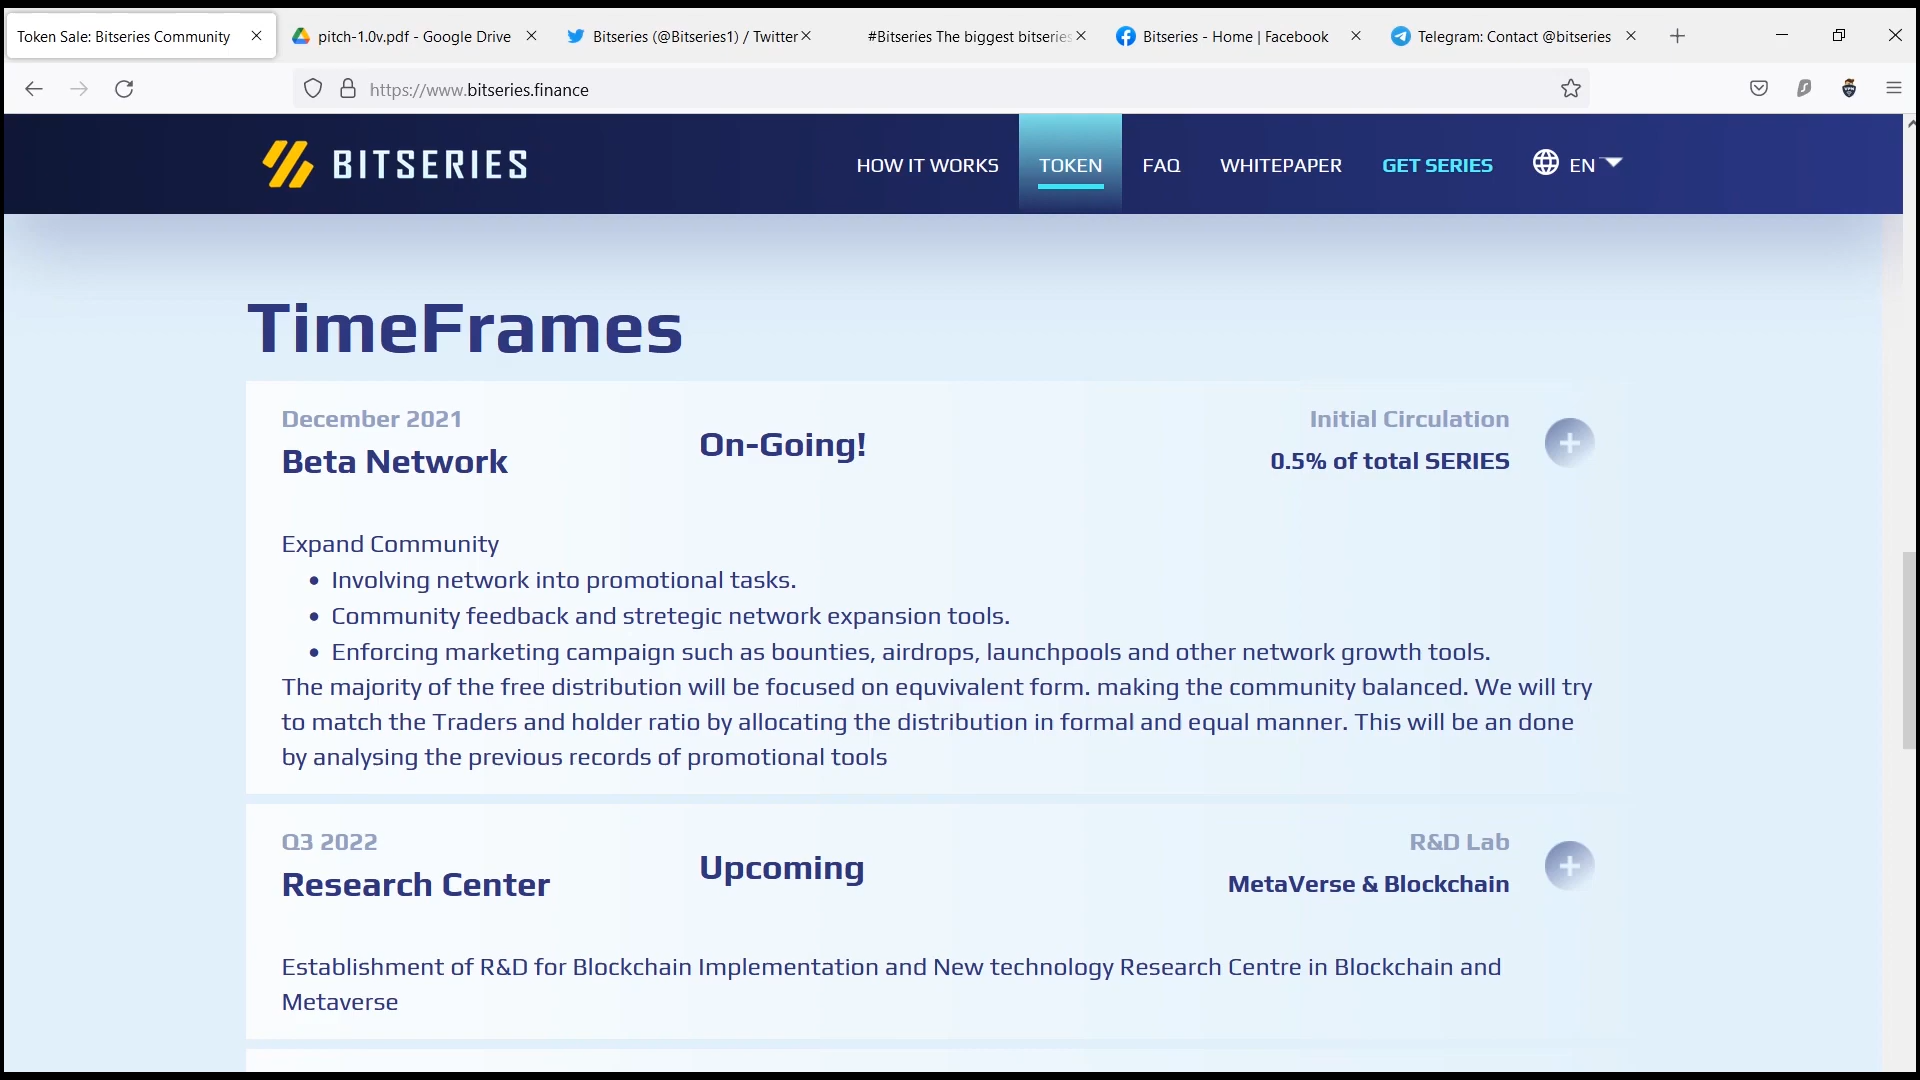 Token Sale: Bitseries Community
pitch-1.0v.pdf - Google Drive
Bitseries (@Bitseries1) / Twitter
#Bitseries The biggest bitseries
Bitseries - Home | Facebook
Telegram: Contact @bitseries
https://www.bitseries.finance
BITSERIES
HOW IT WORKS
TOKEN
FAQ
WHITEPAPER
GET SERIES
EN
TimeFrames
December 2021
Beta Network
On-Going!
Initial Circulation
0.5% of total SERIES
Expand Community
• Involving network into promotional tasks.
• Community feedback and stretegic network expansion tools.
• Enforcing marketing campaign such as bounties, airdrops, launchpools and other network growth tools.
The majority of the free distribution will be focused on equvivalent form. making the community balanced. We will try
to match the Traders and holder ratio by allocating the distribution in formal and equal manner. This will be an done
by analysing the previous records of promotional tools
Q3 2022
Research Center
Upcoming
R&D Lab
MetaVerse & Blockchain
Establishment of R&D for Blockchain Implementation and New technology Research Centre in Blockchain and
Metaverse